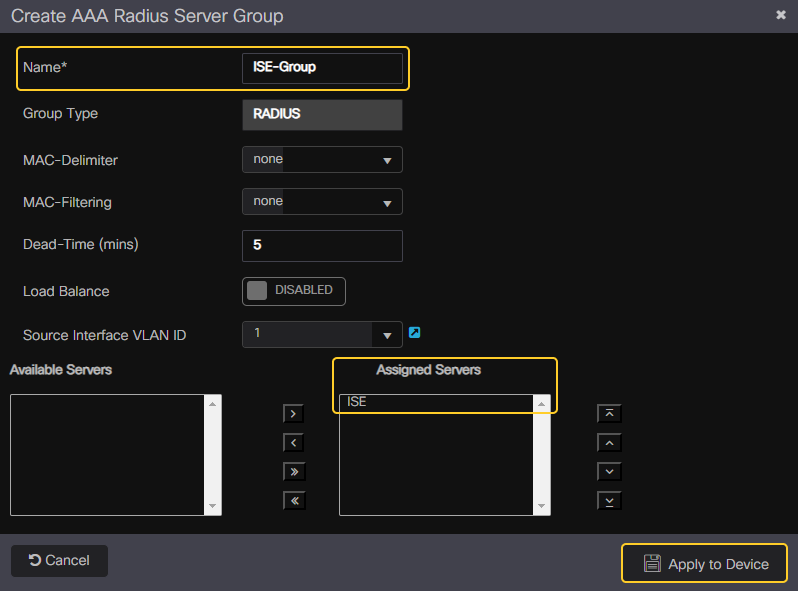 Create AAA Radius Server Group
Name* ISE-Group
Group Type RADIUS
MAC-Delimiter none
MAC-Filtering none
Dead-Time (mins) 5
Load Balance DISABLED
Source Interface VLAN ID 1
Available Servers Assigned Servers
ISE
Cancel Apply to Device